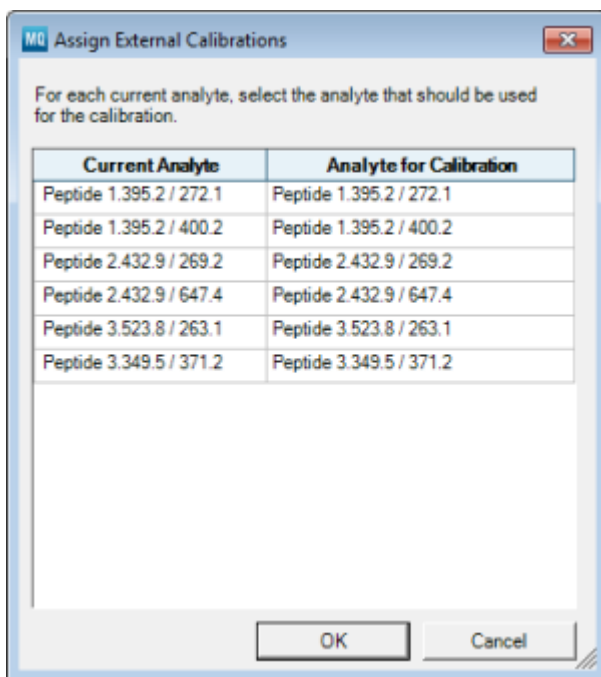 MQ Assign External Calibrations
For each current analyte, select the analyte that should be used
for the calibration.
Current Analyte Analyte for Calibration
Peptide 1.395.2 / 272.1 Peptide 1.395.2 / 272.1
Peptide 1.395.2 / 400.2 Peptide 1.395.2 / 400.2
Peptide 2.432.9 / 269.2 Peptide 2.432.9 / 269.2
Peptide 2.432.9 / 647.4 Peptide 2.432.9 / 647.4
Peptide 3.523.8 / 263.1 Peptide 3.523.8 / 263.1
Peptide 3.349.5 / 371.2 Peptide 3.349.5 / 371.2
OK Cancel